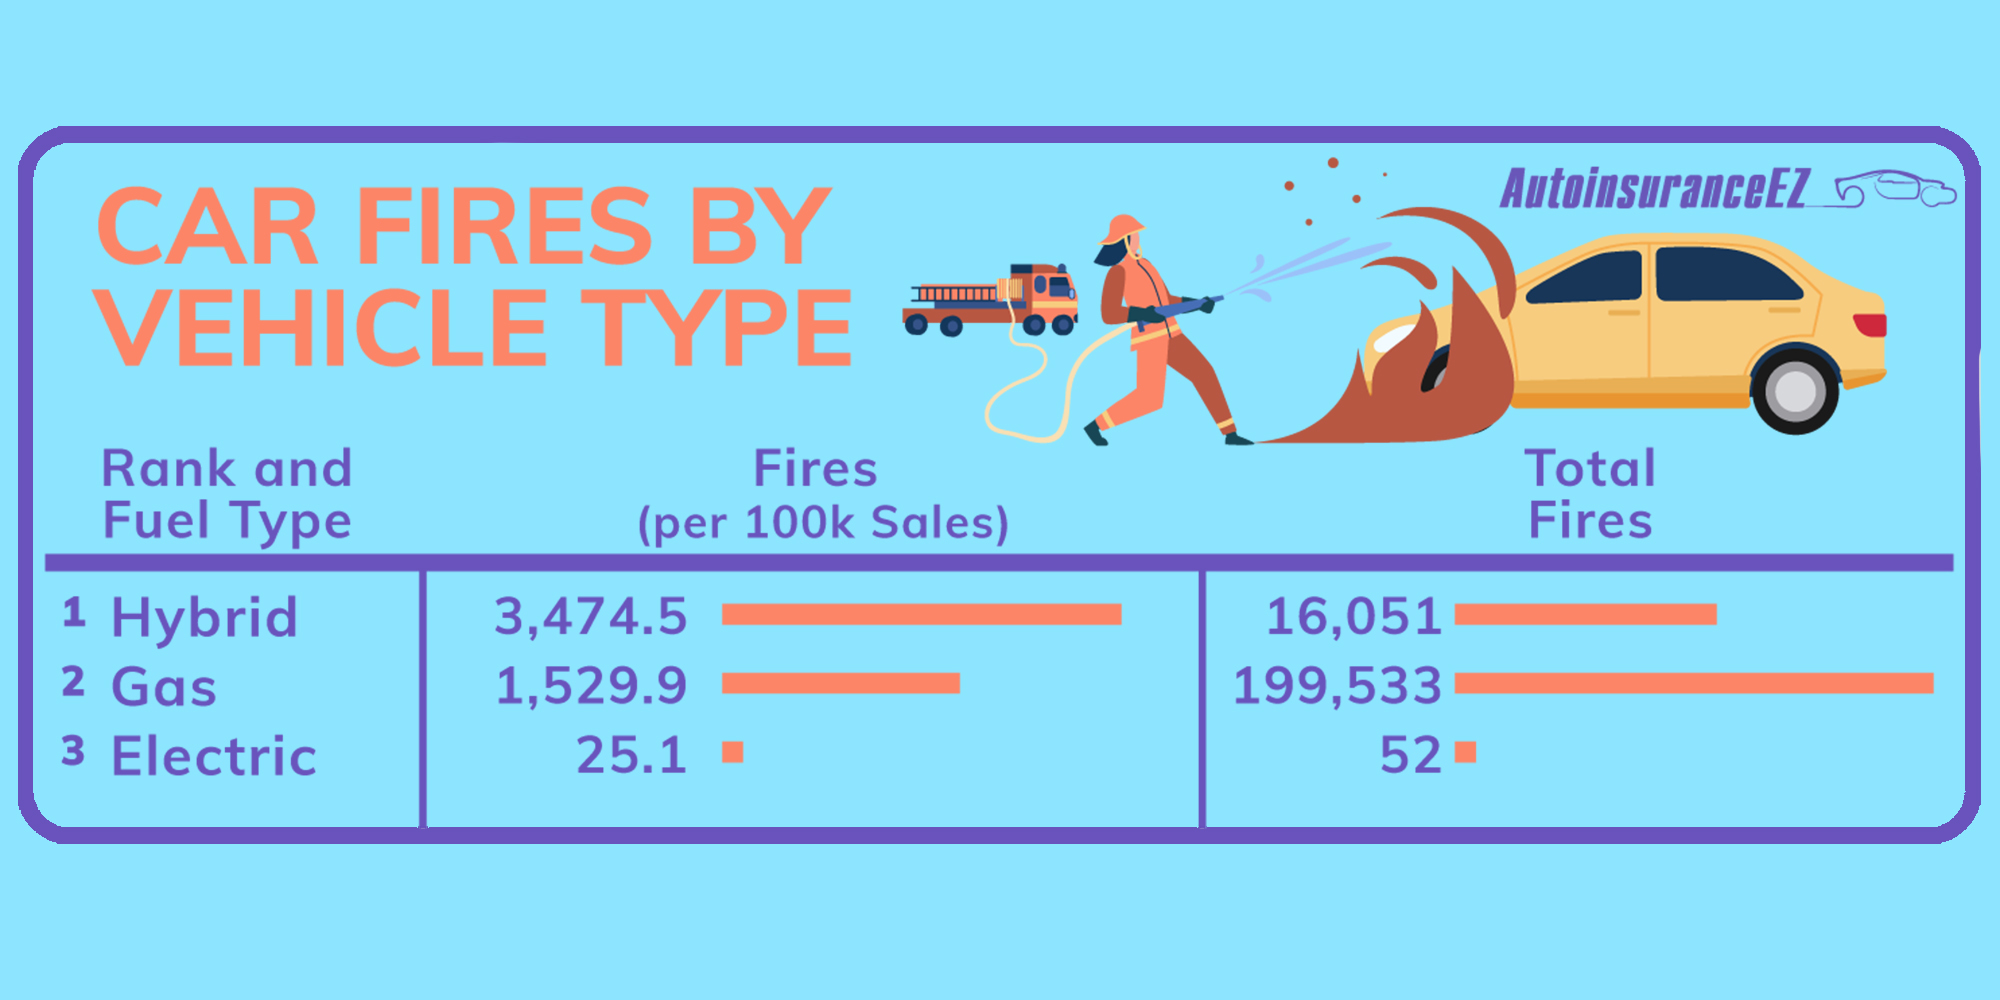 CAR FIRES BY
VEHICLE TYPE
AutoinsuranceEZ
Rank and
Fuel Type
Fires
(per 100k Sales)
Total
Fires
1 Hybrid 3,474.5 16,051
2 Gas 1,529.9 199,533
3 Electric 25.1 52